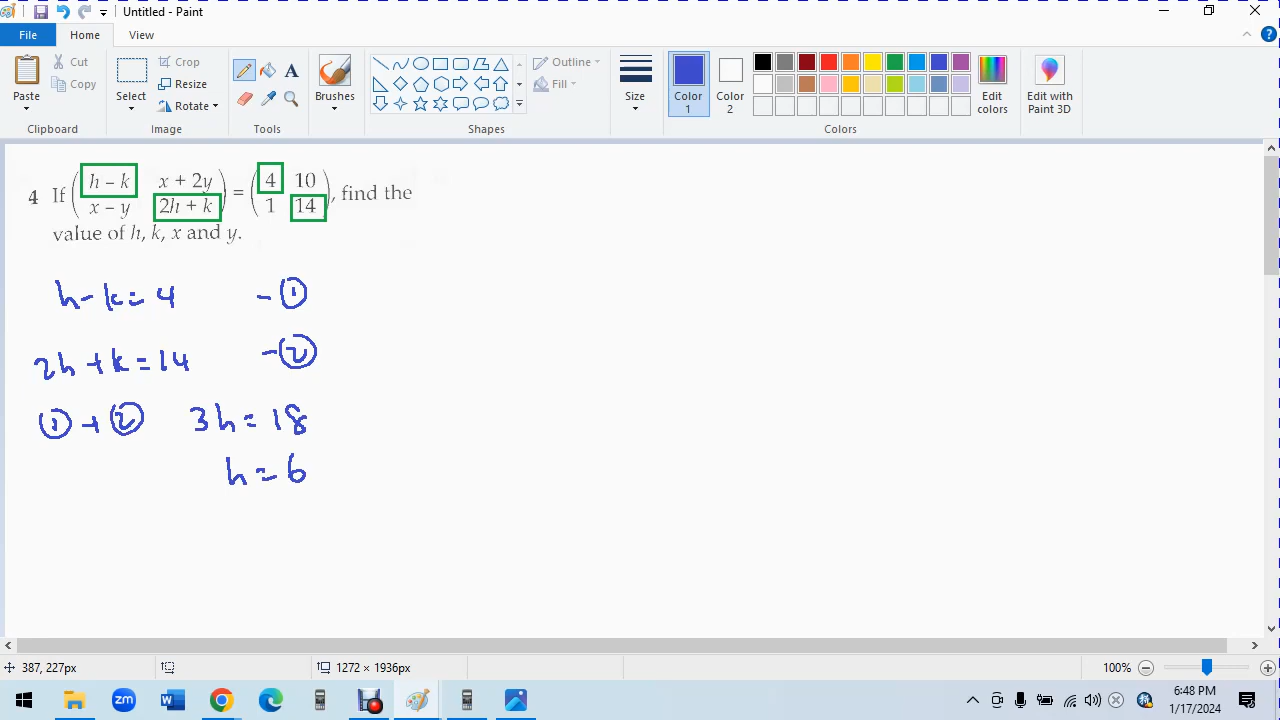 Untitled - Paint
File Home View
Paste Cut Copy
Clipboard
Select Crop Resize Rotate
Image
Tools
Brushes
Outline Fill
Shapes
Size
Color 1 Color 2
Edit colors
Colors
Edit with Paint 3D
4 If ( h – k x + 2y ) = ( 4 10 ), find the
x – y 2h + k 1 14
value of h, k, x and y.
h - k = 4 - ①
2h + k = 14 - ②
① + ② 3h = 18
h = 6
387, 227px 1272 × 1936px 100%
zm
6:48 PM
1/17/2024